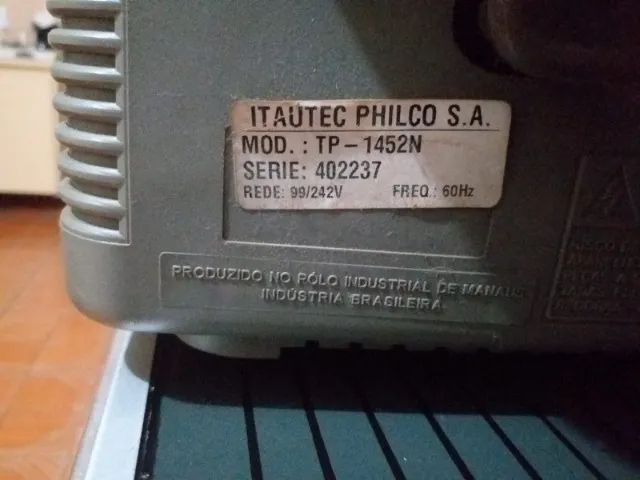 ITAUTEC PHILCO S.A.
MOD. : TP-1452N
SERIE: 402237
REDE: 99/242V FREQ.: 60Hz
PRODUZIDO NO PÓLO INDUSTRIAL DE MANAUS
INDÚSTRIA BRASILEIRA